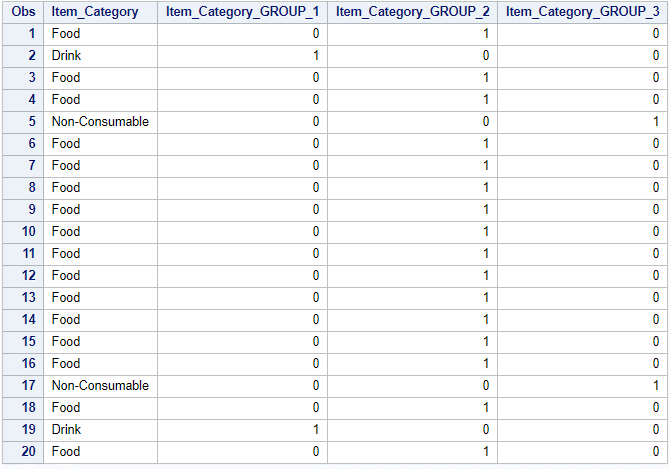 Obs Item_Category Item_Category_GROUP_1 Item_Category_GROUP_2 Item_Category_GROUP_3
1 Food 0 1 0
2 Drink 1 0 0
3 Food 0 1 0
4 Food 0 1 0
5 Non-Consumable 0 0 1
6 Food 0 1 0
7 Food 0 1 0
8 Food 0 1 0
9 Food 0 1 0
10 Food 0 1 0
11 Food 0 1 0
12 Food 0 1 0
13 Food 0 1 0
14 Food 0 1 0
15 Food 0 1 0
16 Food 0 1 0
17 Non-Consumable 0 0 1
18 Food 0 1 0
19 Drink 1 0 0
20 Food 0 1 0